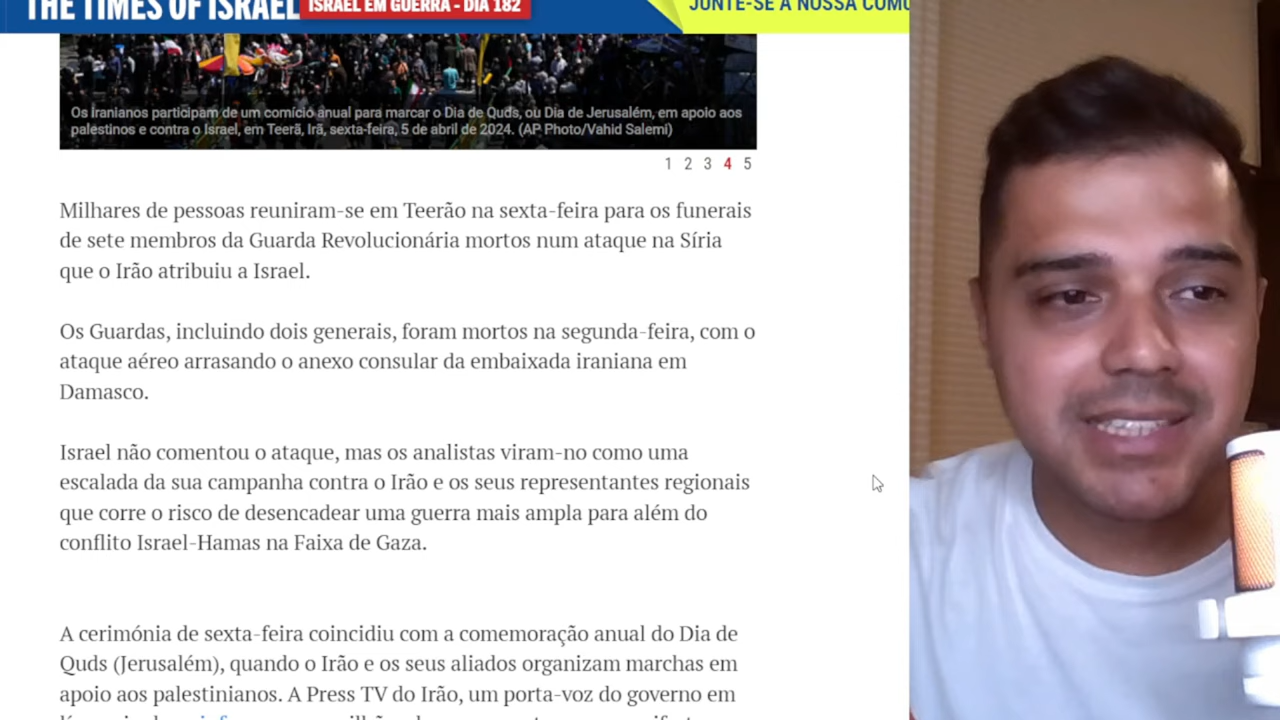 THE TIMES OF ISRAEL
ISRAEL EM GUERRA - DIA 182
JUNTE-SE À NOSSA COMU
Os iranianos participam de um comício anual para marcar o Dia de Quds, ou Dia de Jerusalém, em apoio aos
palestinos e contra o Israel, em Teerã, Irã, sexta-feira, 5 de abril de 2024. (AP Photo/Vahid Salemi)
1 2 3 4 5
Milhares de pessoas reuniram-se em Teerão na sexta-feira para os funerais
de sete membros da Guarda Revolucionária mortos num ataque na Síria
que o Irão atribuiu a Israel.
Os Guardas, incluindo dois generais, foram mortos na segunda-feira, com o
ataque aéreo arrasando o anexo consular da embaixada iraniana em
Damasco.
Israel não comentou o ataque, mas os analistas viram-no como uma
escalada da sua campanha contra o Irão e os seus representantes regionais
que corre o risco de desencadear uma guerra mais ampla para além do
conflito Israel-Hamas na Faixa de Gaza.
A cerimónia de sexta-feira coincidiu com a comemoração anual do Dia de
Quds (Jerusalém), quando o Irão e os seus aliados organizam marchas em
apoio aos palestinianos. A Press TV do Irão, um porta-voz do governo em